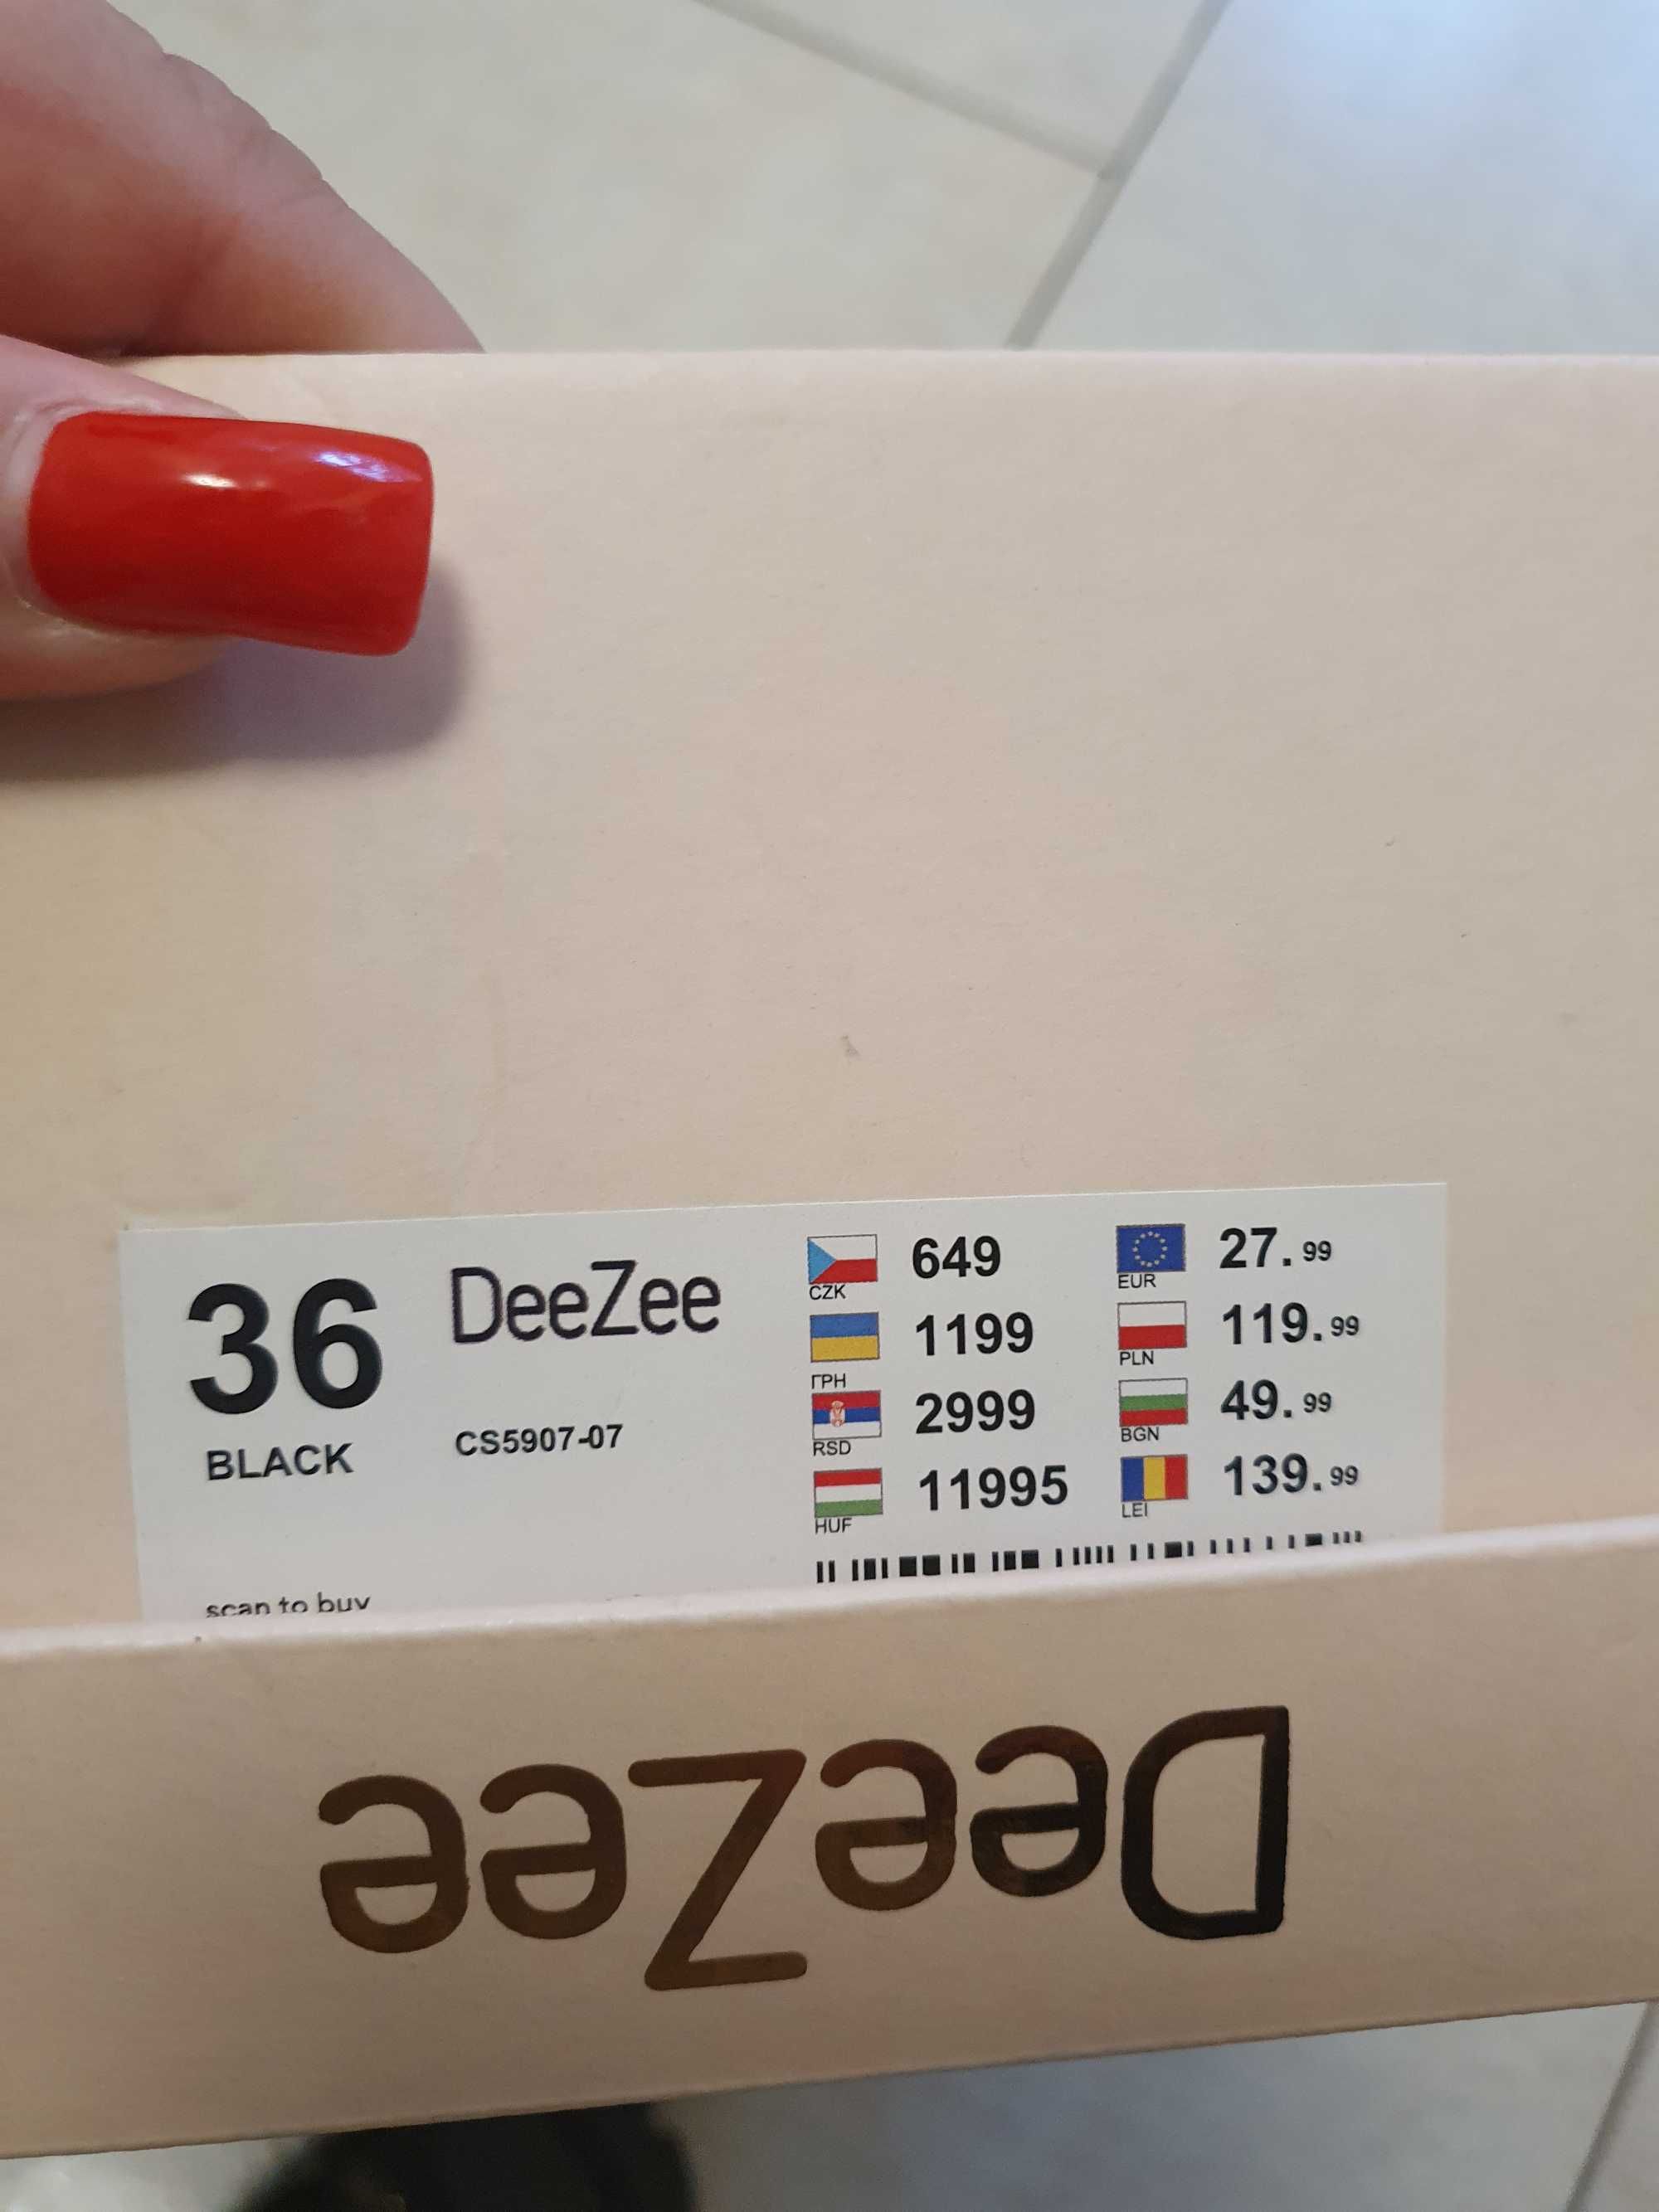 36
BLACK
DeeZee
CS5907-07
CZK 649
ГРН 1199
RSD 2999
HUF 11995
EUR 27.99
PLN 119.99
BGN 49.99
LEI 139.99
scan to buy
DeeZee